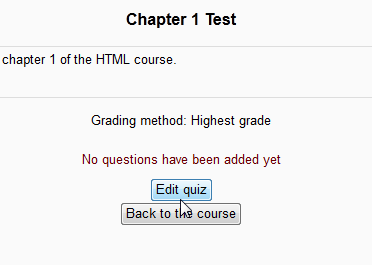 Chapter 1 Test
chapter 1 of the HTML course.
Grading method: Highest grade
No questions have been added yet
Edit quiz
Back to the course